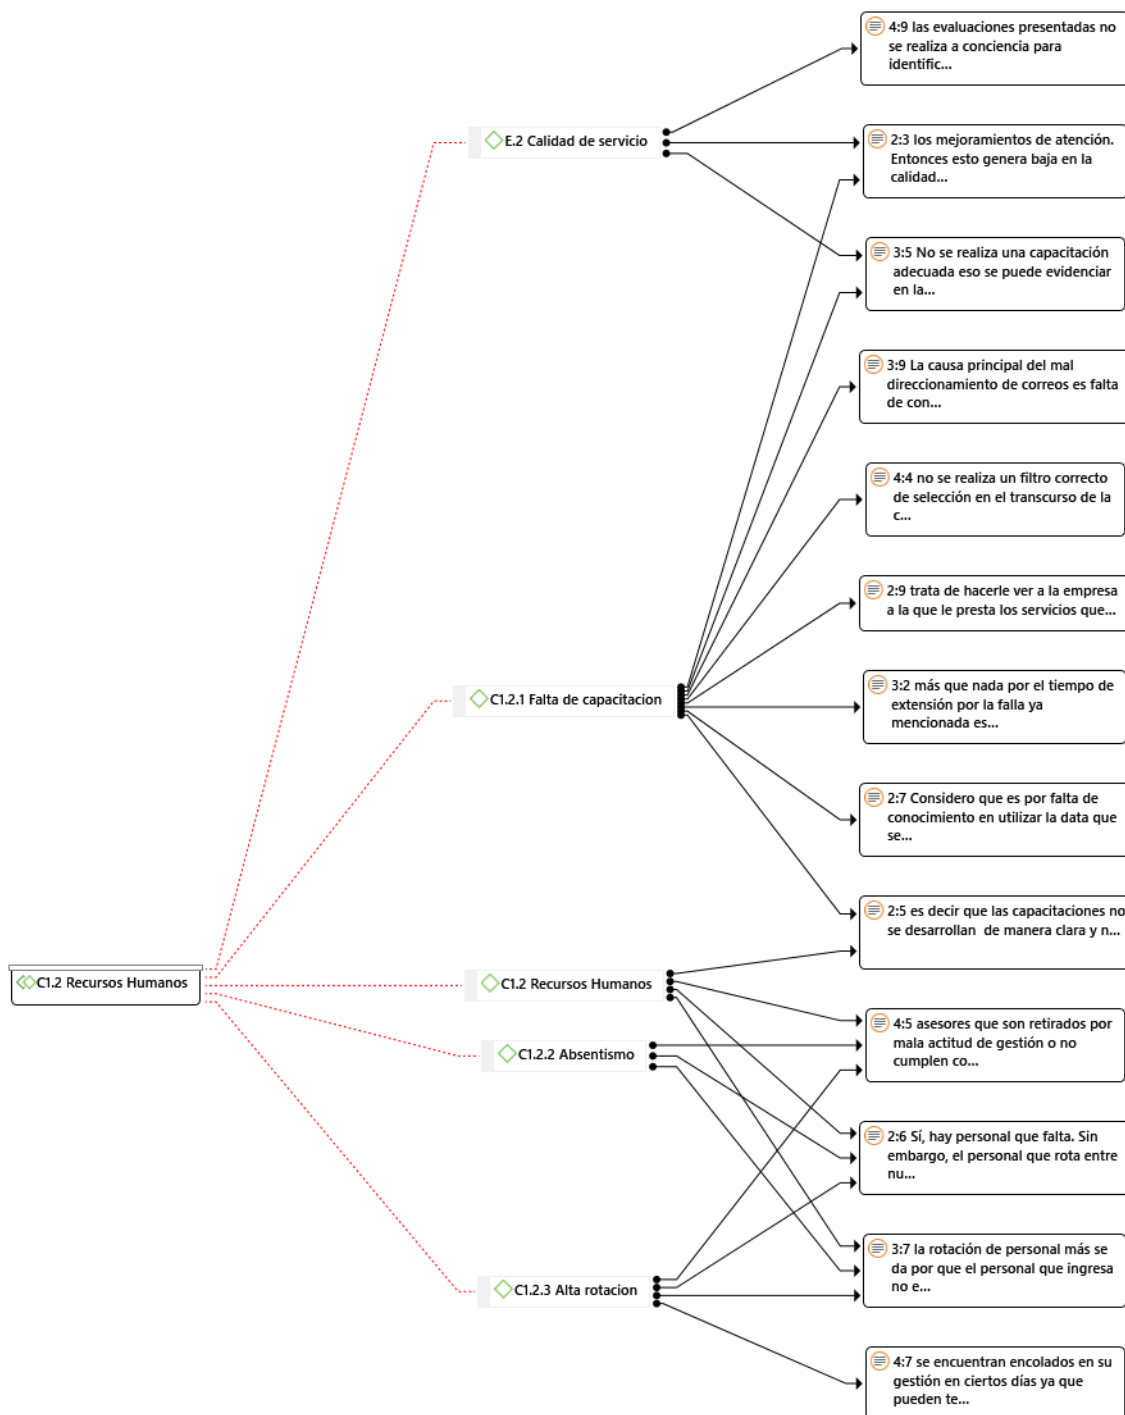 4:9 las evaluaciones presentadas no
se realiza a conciencia para
identific...
E.2 Calidad de servicio
2:3 los mejoramientos de atención.
Entonces esto genera baja en la
calidad...
3:5 No se realiza una capacitación
adecuada eso se puede evidenciar
en la...
3:9 La causa principal del mal
direccionamiento de correos es falta
de con...
4:4 no se realiza un filtro correcto
de selección en el transcurso de la
c...
2:9 trata de hacerle ver a la empresa
a la que le presta los servicios que...
C1.2.1 Falta de capacitacion
3:2 más que nada por el tiempo de
extensión por la falla ya
mencionada es...
2:7 Considero que es por falta de
conocimiento en utilizar la data que
se...
2:5 es decir que las capacitaciones no
se desarrollan de manera clara y n...
C1.2 Recursos Humanos
C1.2 Recursos Humanos
4:5 asesores que son retirados por
mala actitud de gestión o no
cumplen co...
C1.2.2 Absentismo
2:6 Sí, hay personal que falta. Sin
embargo, el personal que rota entre
nu...
3:7 la rotación de personal más se
da por que el personal que ingresa
no e...
C1.2.3 Alta rotacion
4:7 se encuentran encolados en su
gestión en ciertos días ya que
pueden te...